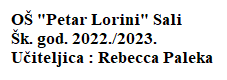 OŠ "Petar Lorini" Sali
Šk. god. 2022./2023.
Učiteljica : Rebecca Paleka